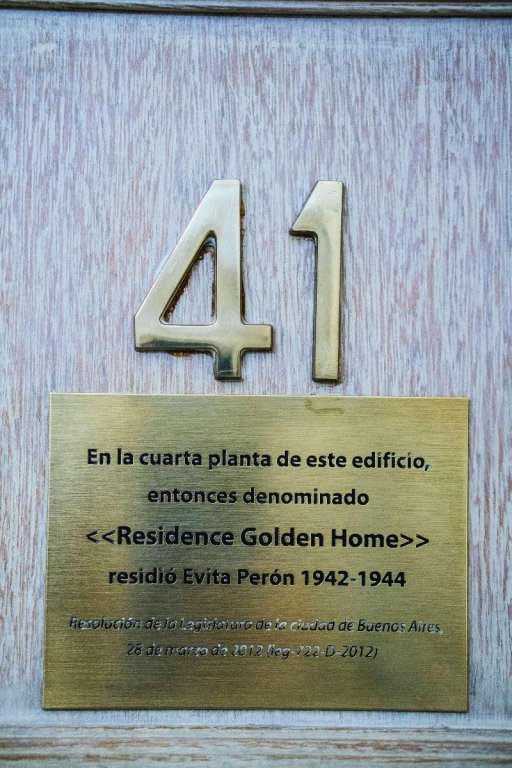 41
En la cuarta planta de este edificio,
entonces denominado
<<Residence Golden Home>>
residió Evita Perón 1942-1944
Resolución de la Legislatura de la ciudad de Buenos Aires,
28 de marzo de 2012 (leg-722-D-2012)